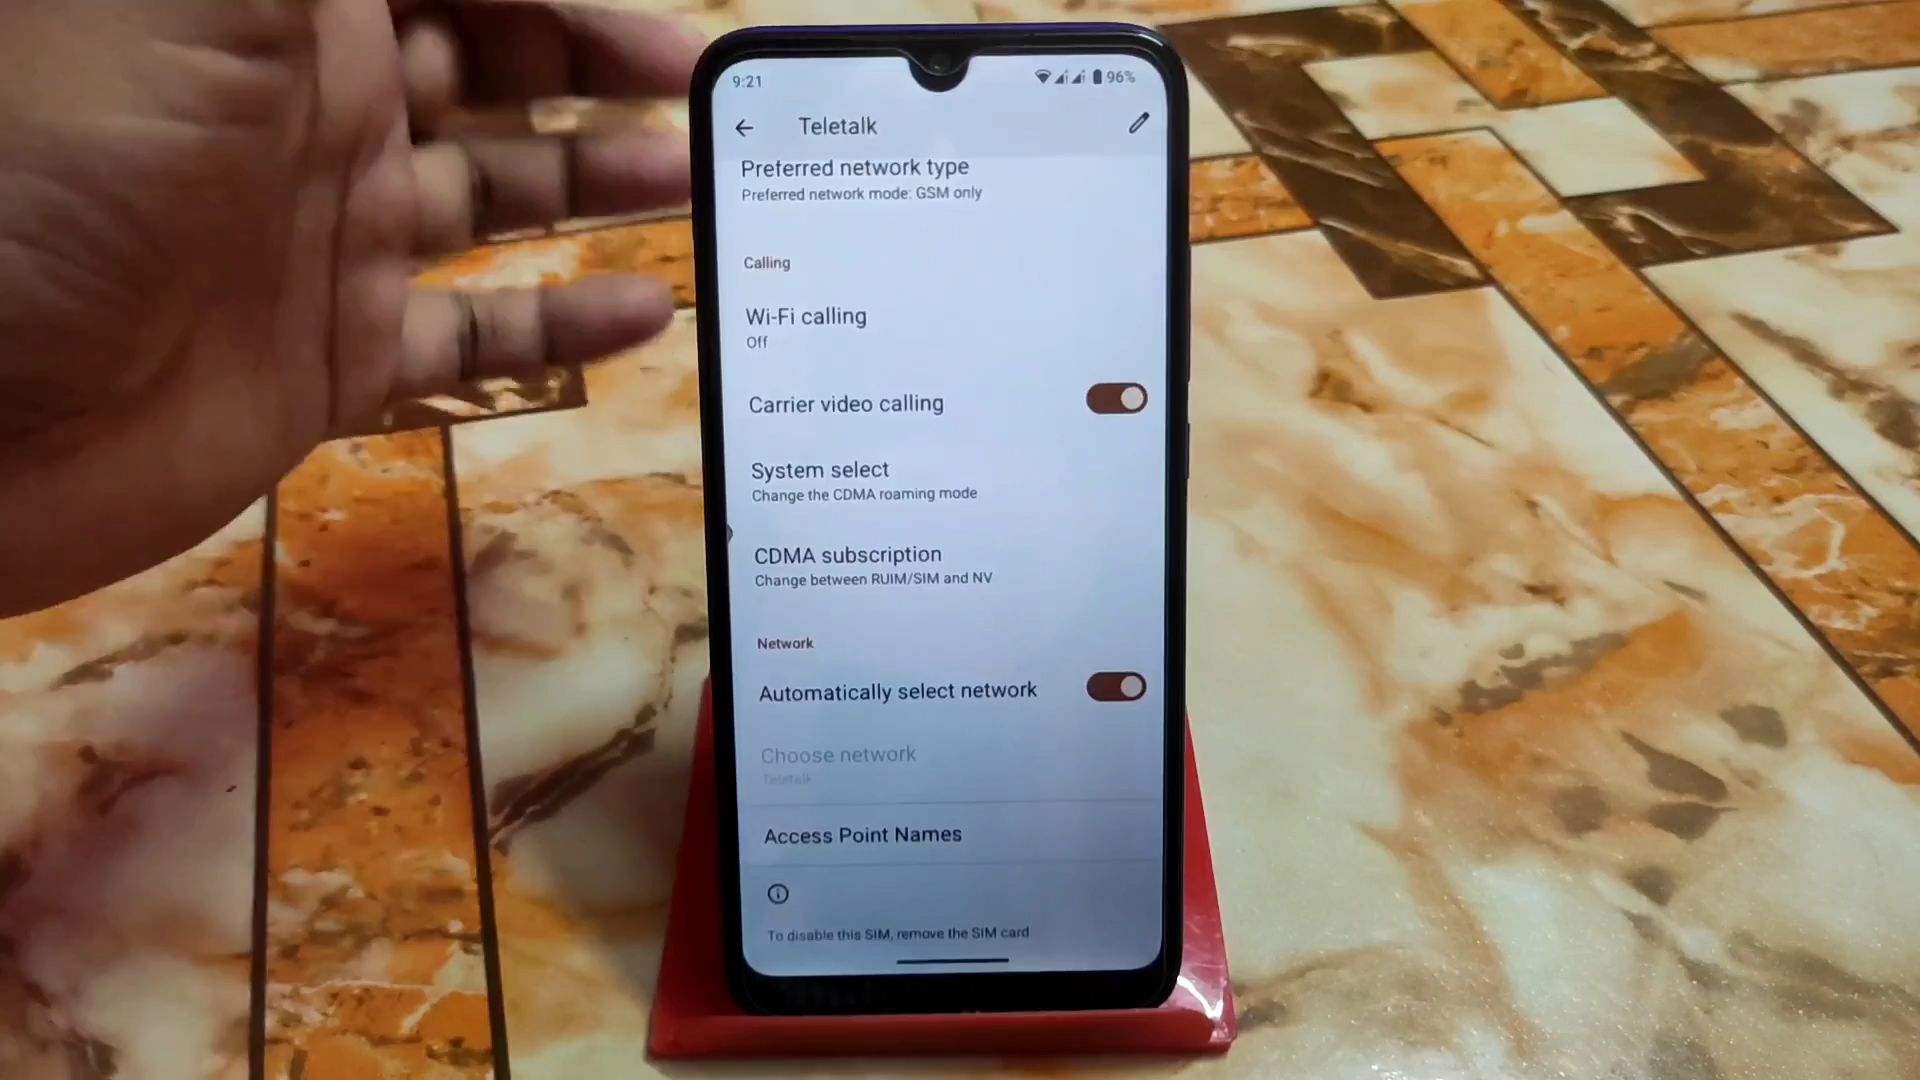 9:21
96%
Teletalk
Preferred network type
Preferred network mode: GSM only
Calling
Wi-Fi calling
Off
Carrier video calling
System select
Change the CDMA roaming mode
CDMA subscription
Change between RUIM/SIM and NV
Network
Automatically select network
Choose network
Teletalk
Access Point Names
To disable this SIM, remove the SIM card